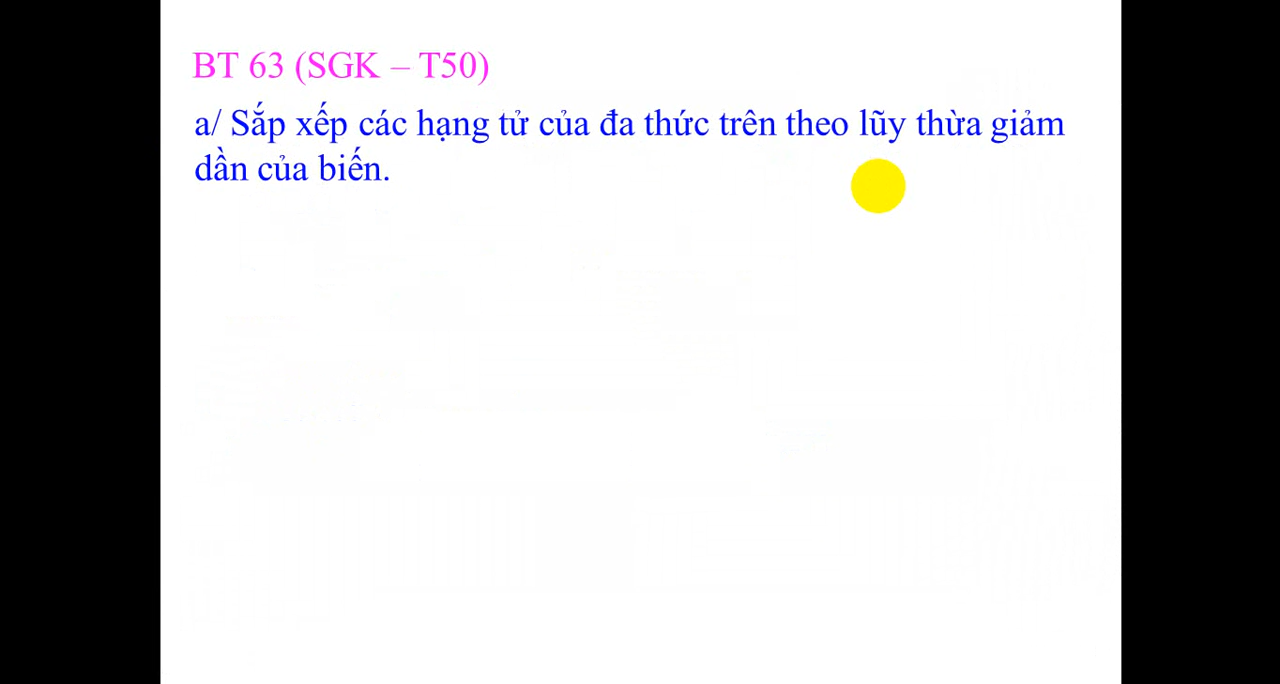 BT 63 (SGK – T50)
a/ Sắp xếp các hạng tử của đa thức trên theo lũy thừa giảm
dần của biến.